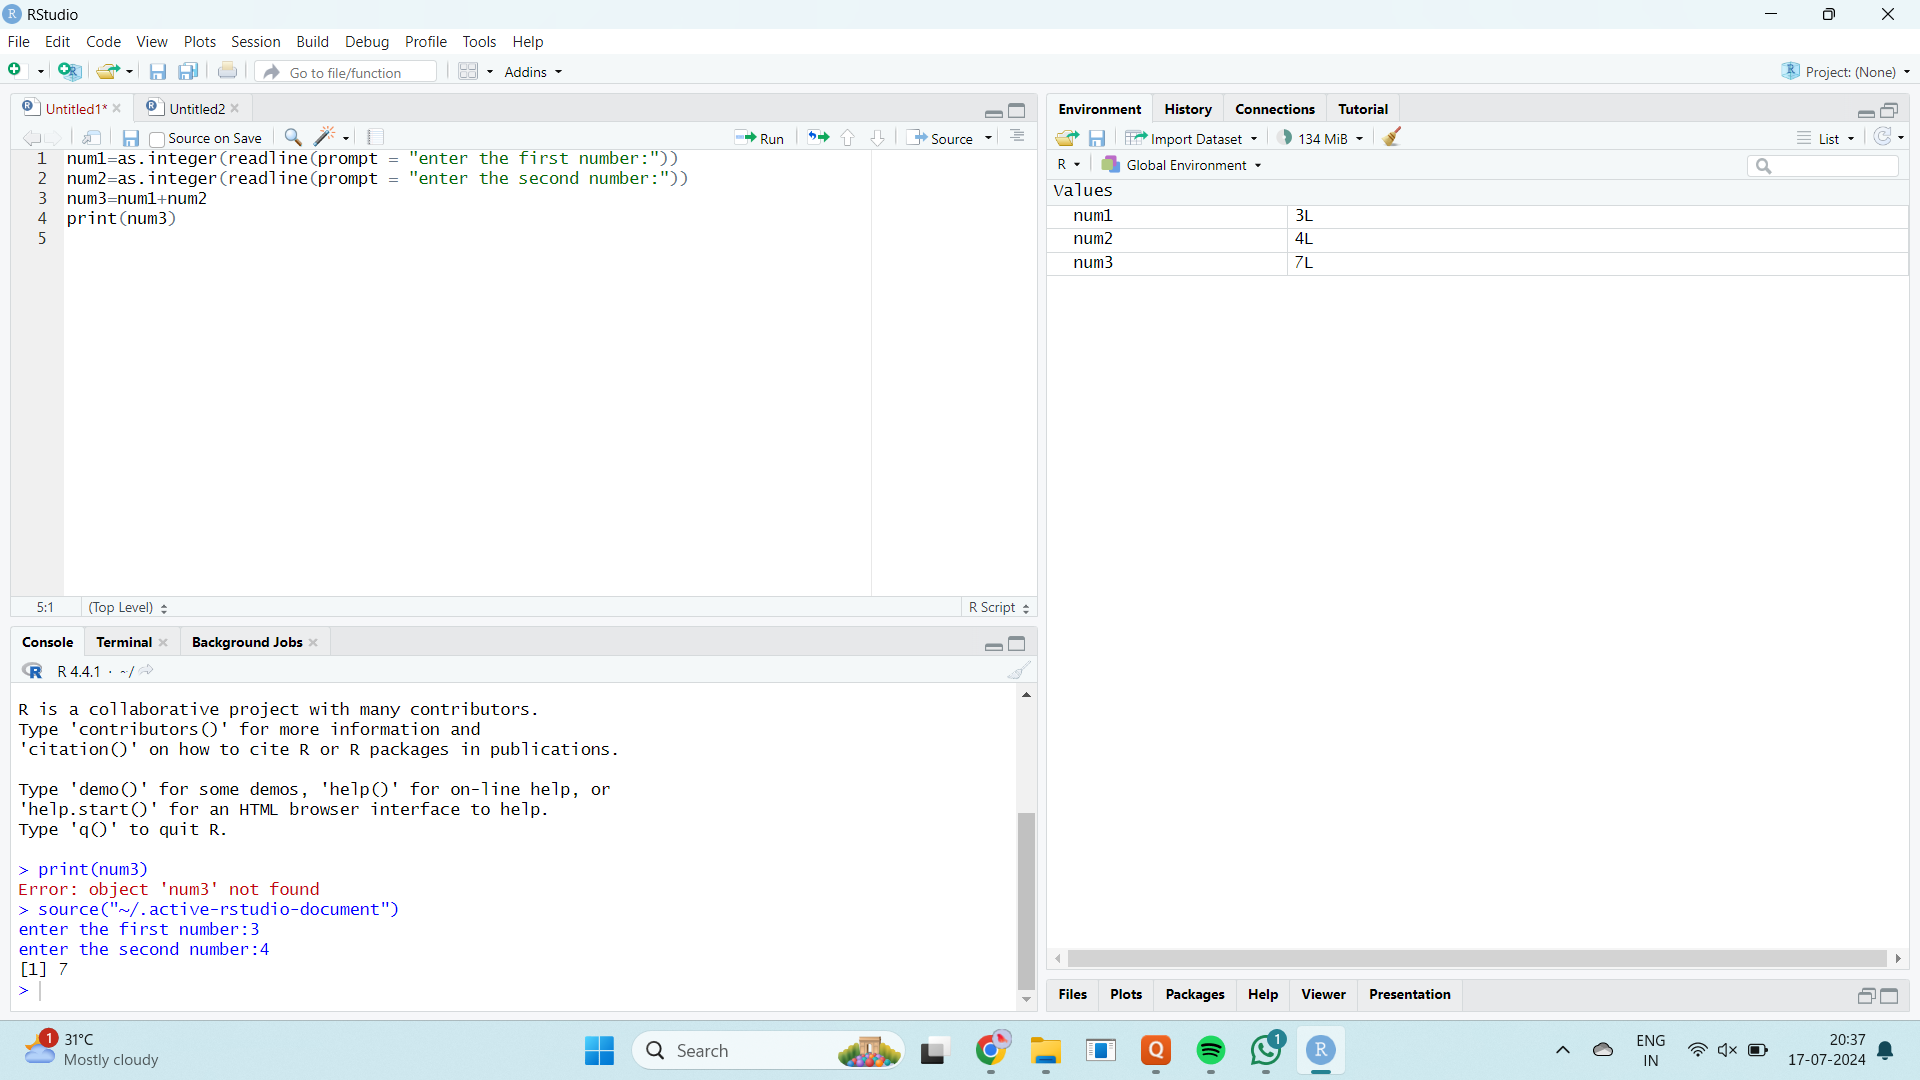 RStudio
File Edit Code View Plots Session Build Debug Profile Tools Help
Go to file/function Addins Project: (None)
Untitled1* Untitled2
Source on Save Run Source
1 num1=as.integer(readline(prompt = "enter the first number:"))
2 num2=as.integer(readline(prompt = "enter the second number:"))
3 num3=num1+num2
4 print(num3)
5
5:1 (Top Level) R Script
Console Terminal Background Jobs
R 4.4.1 · ~/
R is a collaborative project with many contributors.
Type 'contributors()' for more information and
'citation()' on how to cite R or R packages in publications.
Type 'demo()' for some demos, 'help()' for on-line help, or
'help.start()' for an HTML browser interface to help.
Type 'q()' to quit R.
> print(num3)
Error: object 'num3' not found
> source("~/.active-rstudio-document")
enter the first number:3
enter the second number:4
[1] 7
>
Environment History Connections Tutorial
Import Dataset 134 MiB List
R Global Environment
Values
num1 3L
num2 4L
num3 7L
Files Plots Packages Help Viewer Presentation
1 31°C
Mostly cloudy
Search
1
ENG
IN
20:37
17-07-2024